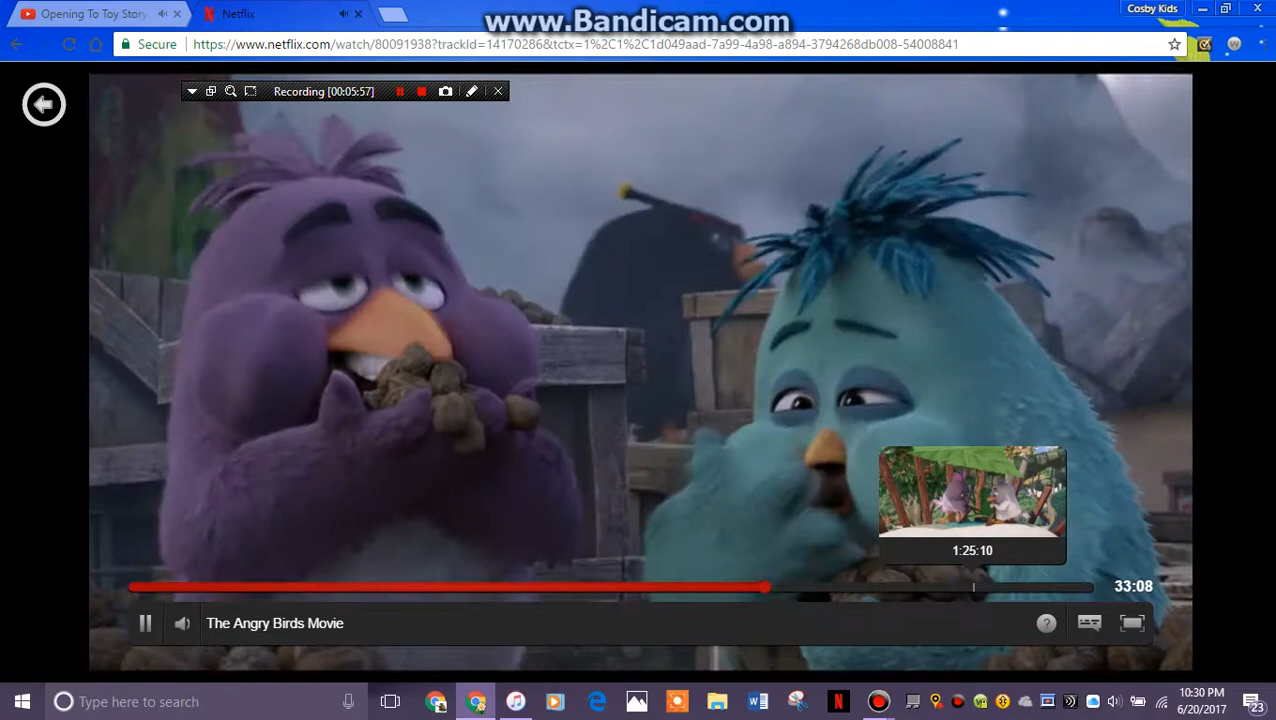 Opening To Toy Story
Netflix
www.Bandicam.com
Cosby Kids
Secure
https://www.netflix.com/watch/80091938?trackId=14170286&tctx=1%2C1%2C1d049aad-7a99-4a98-a894-3794268db008-54008841
Recording [00:05:57]
1:25:10
33:08
The Angry Birds Movie
?
Type here to search
10:30 PM
6/20/2017
23